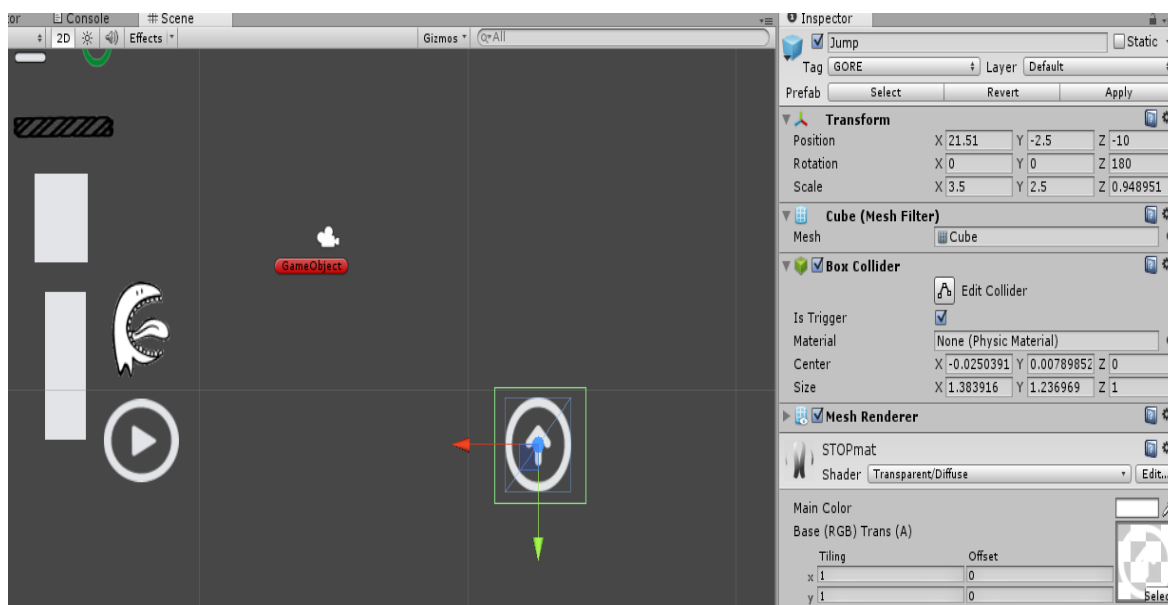 or
Console
Scene
2D
Effects
Gizmos
All
GameObject
Inspector
Jump
Static
Tag GORE Layer Default
Prefab Select Revert Apply
Transform
Position X 21.51 Y -2.5 Z -10
Rotation X 0 Y 0 Z 180
Scale X 3.5 Y 2.5 Z 0.948951
Cube (Mesh Filter)
Mesh Cube
Box Collider
Edit Collider
Is Trigger
Material None (Physic Material)
Center X -0.0250391 Y 0.00789852 Z 0
Size X 1.383916 Y 1.236969 Z 1
Mesh Renderer
STOPmat
Shader Transparent/Diffuse Edit...
Main Color
Base (RGB) Trans (A)
Tiling Offset
x 1 0
y 1 0
Selec